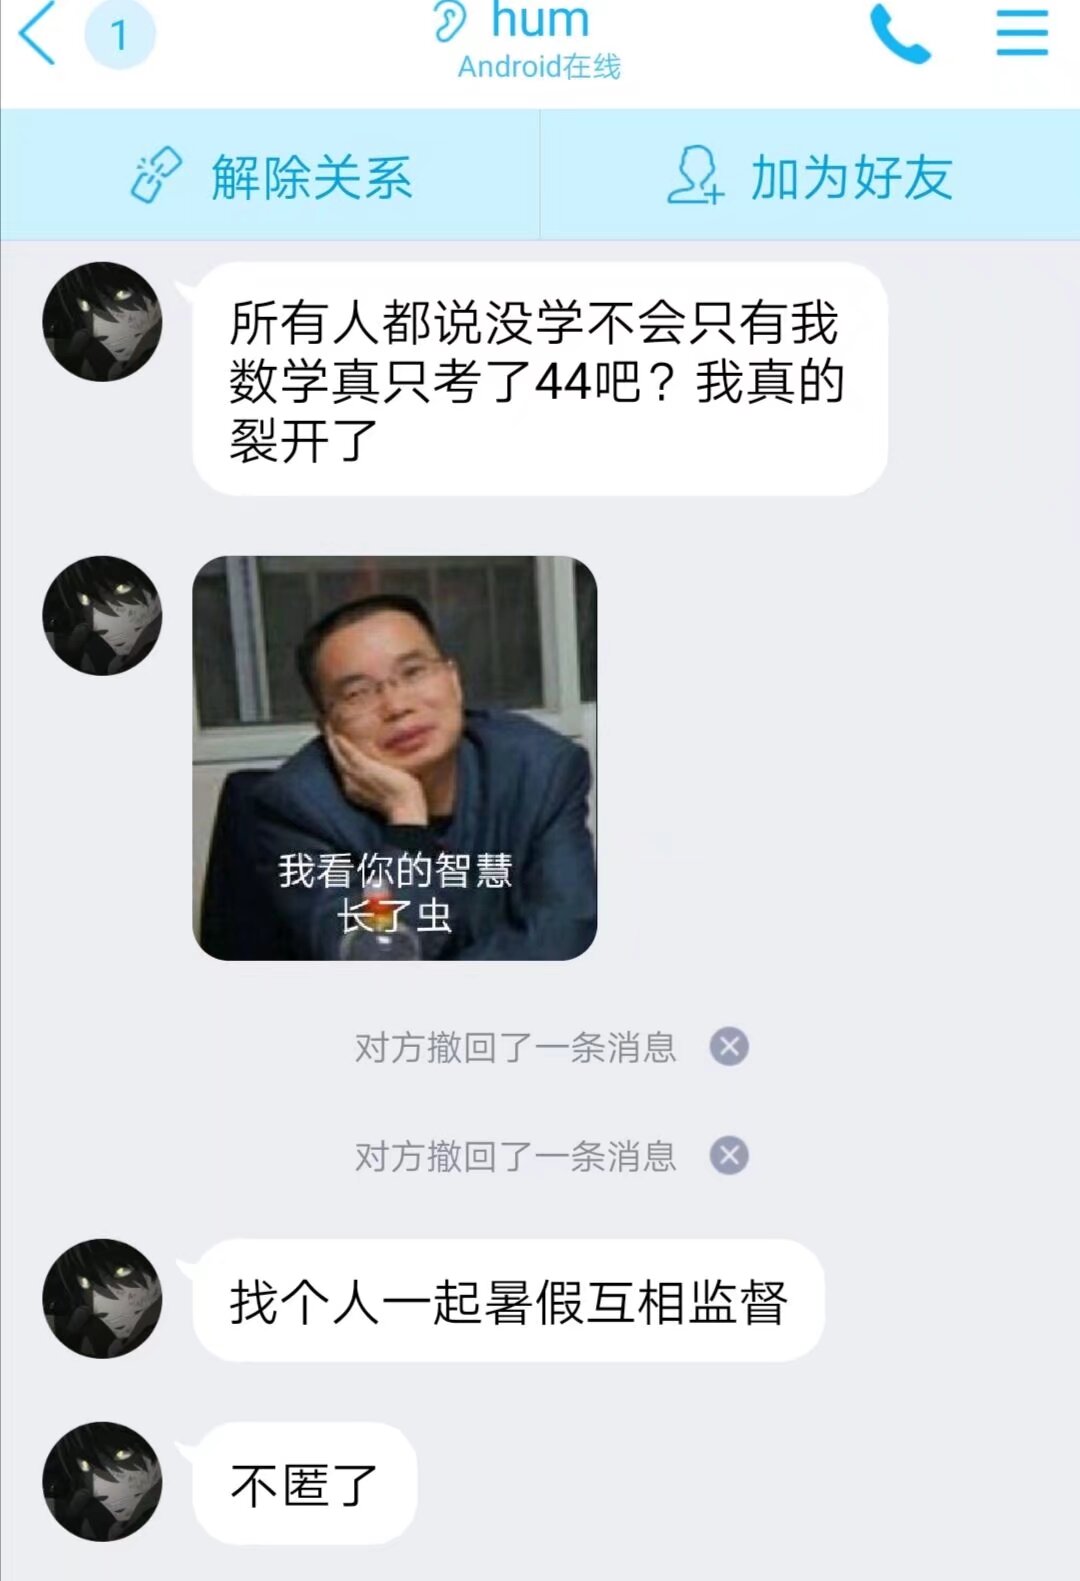 1
hum
Android在线
解除关系
加为好友
所有人都说没学不会只有我
数学真只考了44吧？我真的
裂开了
我看你的智慧
长了虫
对方撤回了一条消息
对方撤回了一条消息
找个人一起暑假互相监督
不匿了